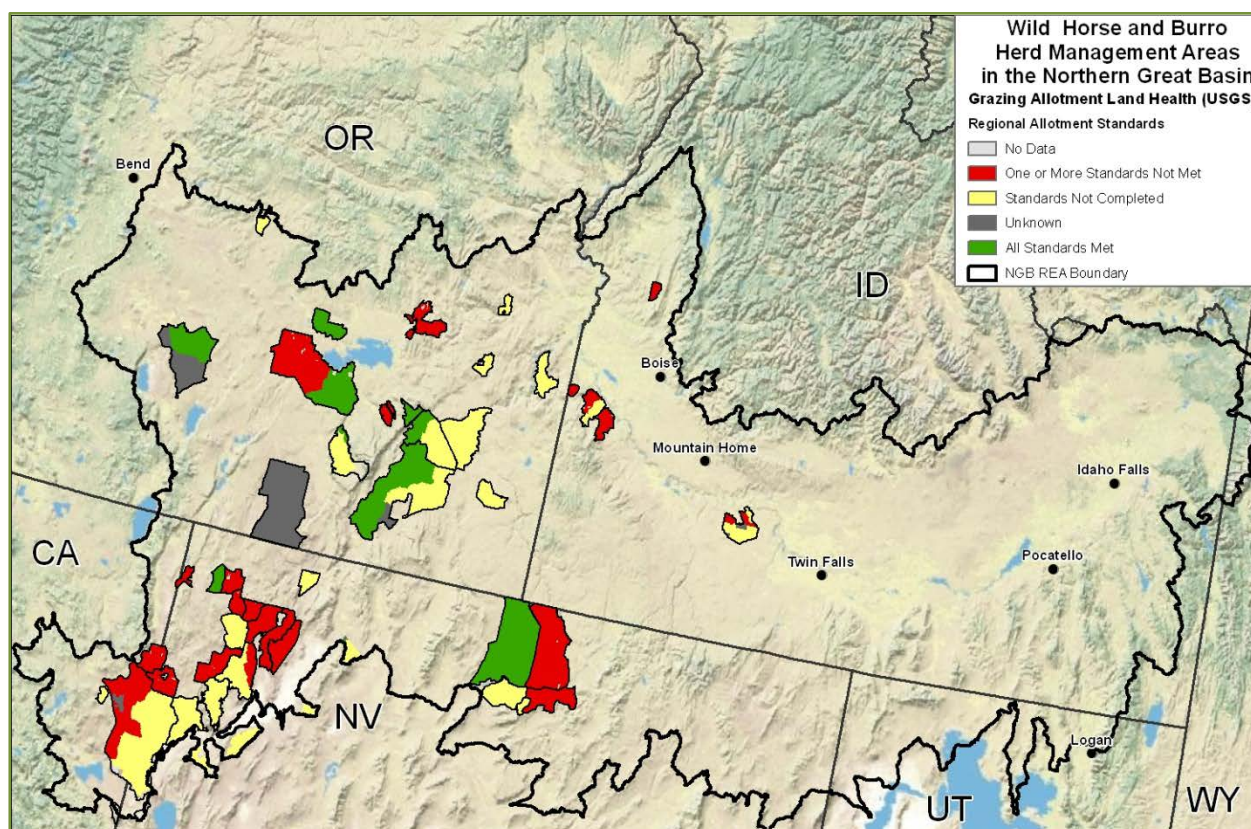 Wild Horse and Burro
Herd Management Areas
in the Northern Great Basin
Grazing Allotment Land Health (USGS
Regional Allotment Standards
No Data
One or More Standards Not Met
Standards Not Completed
Unknown
All Standards Met
NGB REA Boundary
OR
Bend
ID
Boise
Mountain Home
Idaho Falls
CA
Twin Falls
Pocatello
NV
Logan
UT
WY